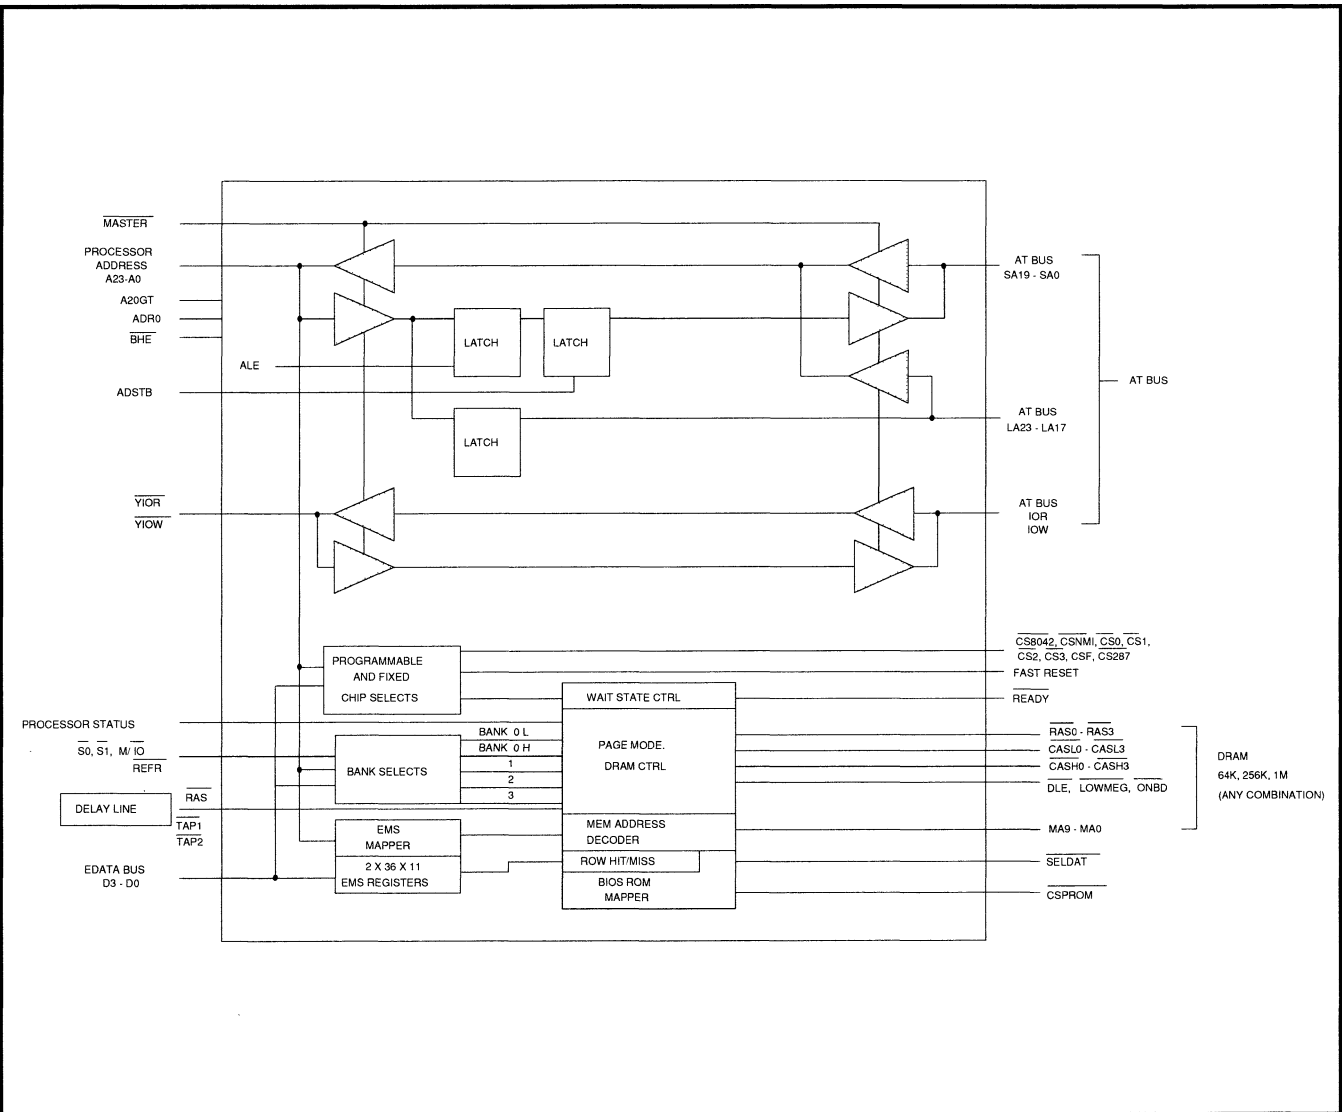 MASTER
PROCESSOR
ADDRESS
A23-A0
A20GT
ADR0
BHE
ALE
ADSTB
LATCH
LATCH
LATCH
AT BUS
SA19 - SA0
AT BUS
LA23 - LA17
AT BUS
YIOR
YIOW
AT BUS
IOR
IOW
PROGRAMMABLE
AND FIXED
CHIP SELECTS
CS8042, CSNMI, CS0, CS1,
CS2, CS3, CSF, CS287
FAST RESET
WAIT STATE CTRL
READY
PROCESSOR STATUS
S0, S1, M/ IO
REFR
BANK SELECTS
BANK 0 L
BANK 0 H
1
2
3
PAGE MODE.
DRAM CTRL
RAS0 - RAS3
CASL0 - CASL3
CASH0 - CASH3
DLE, LOWMEG, ONBD
DRAM
64K, 256K, 1M
(ANY COMBINATION)
DELAY LINE
RAS
TAP1
TAP2
EMS
MAPPER
2 X 36 X 11
EMS REGISTERS
MEM ADDRESS
DECODER
MA9 - MA0
ROW HIT/MISS
SELDAT
BIOS ROM
MAPPER
CSPROM
EDATA BUS
D3 - D0